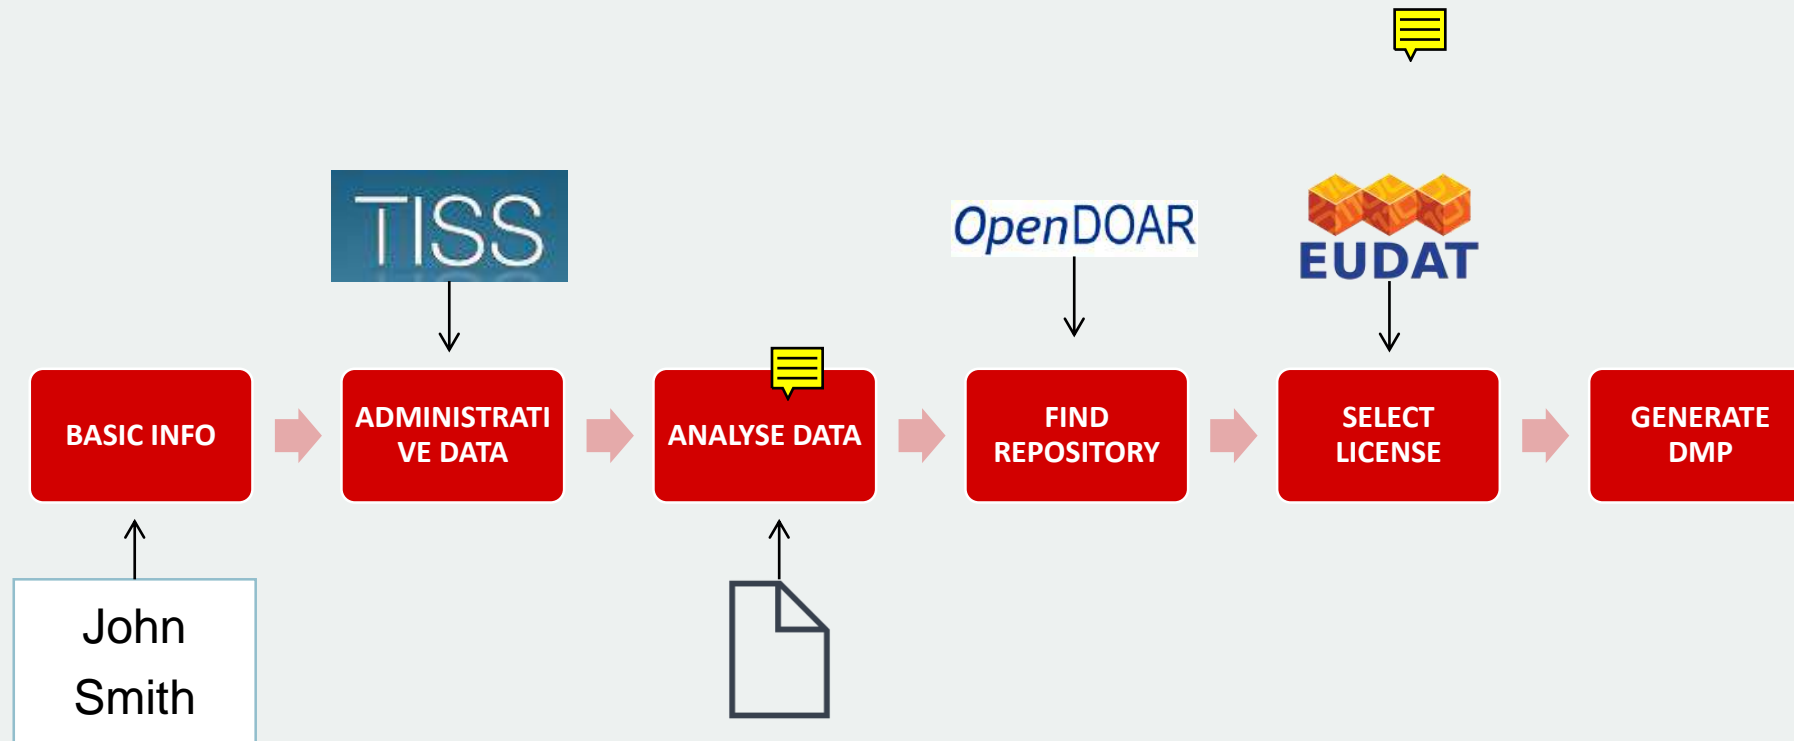 TISS
OpenDOAR
EUDAT
BASIC INFO
ADMINISTRATI
VE DATA
ANALYSE DATA
FIND
REPOSITORY
SELECT
LICENSE
GENERATE
DMP
John
Smith